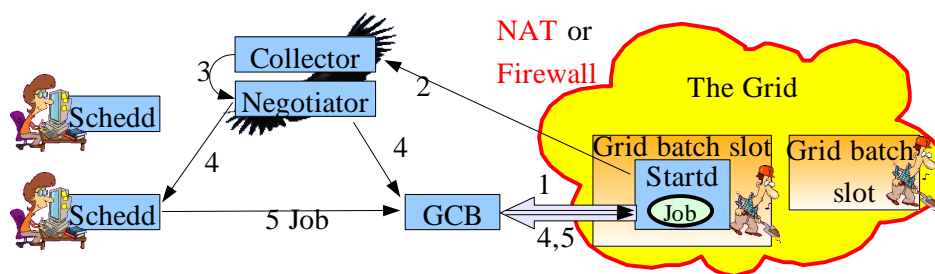 NAT or
Firewall
Collector
3
2
Negotiator
The Grid
Schedd
4
4
Grid batch slot
Grid batch
slot
Startd
1
Schedd
5 Job
GCB
Job
4,5